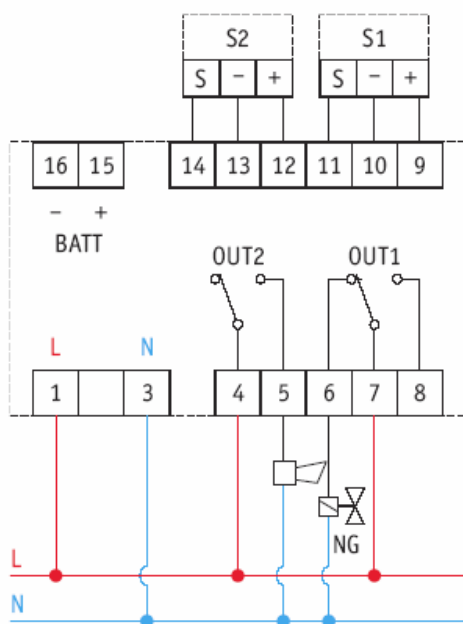 S2 S1
S – + S – +
16 15 14 13 12 11 10 9
– +
BATT
OUT2 OUT1
L N
1 3 4 5 6 7 8
NG
L
N